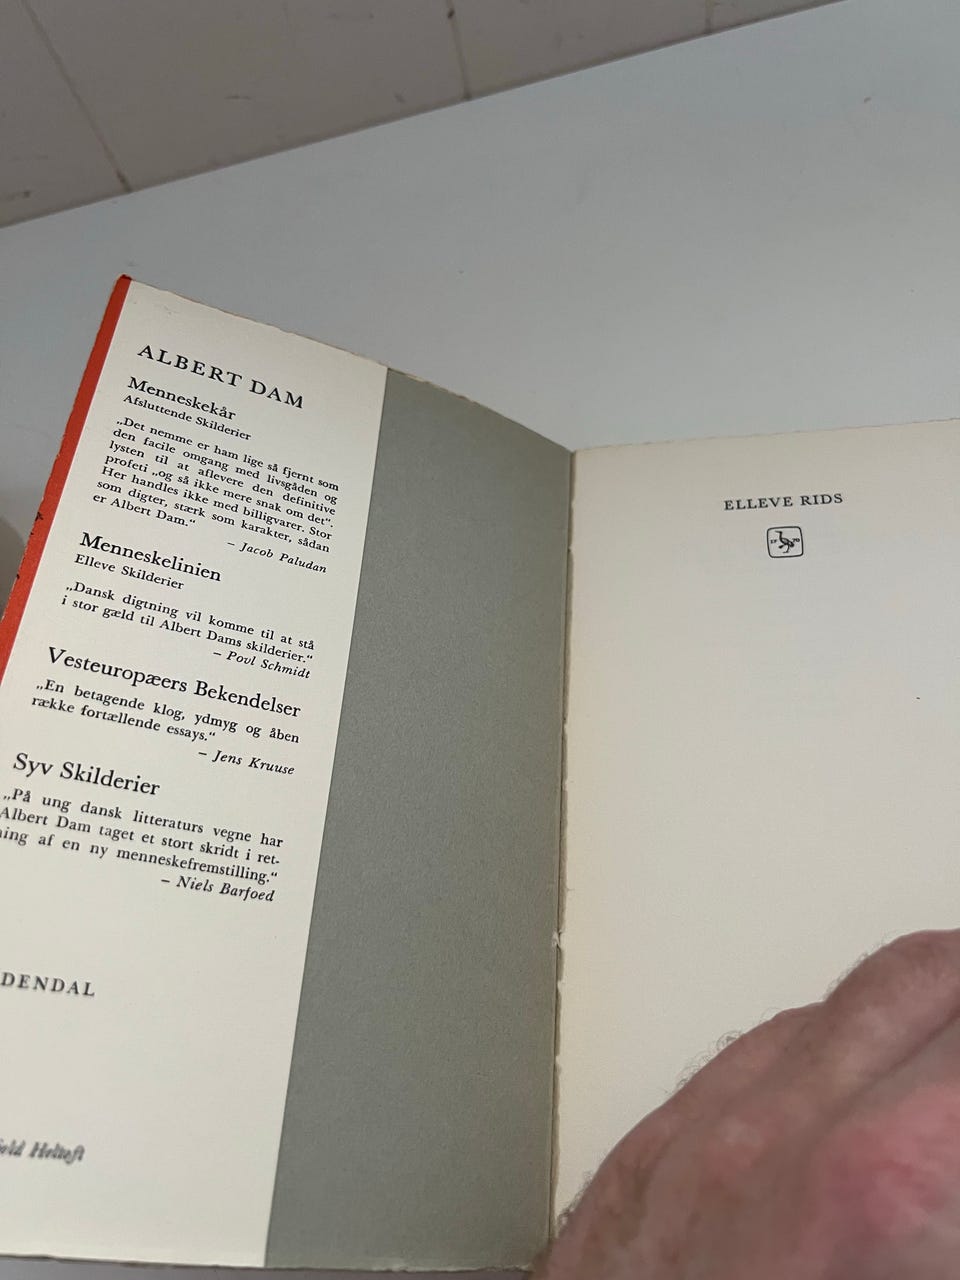 ALBERT DAM
Menneskekår
Afsluttende Skilderier
„Det nemme er ham lige så fjernt som
den facile omgang med livsgåden og
lysten til at aflevere den definitive
profeti „og så ikke mere snak om det“.
Her handles ikke med billigvarer. Stor
som digter, stærk som karakter, sådan
er Albert Dam.“
– Jacob Paludan
Menneskelinien
Elleve Skilderier
„Dansk digtning vil komme til at stå
i stor gæld til Albert Dams skilderier.“
– Povl Schmidt
Vesteuropæers Bekendelser
„En betagende klog, ydmyg og åben
række fortællende essays.“
– Jens Kruuse
Syv Skilderier
„På ung dansk litteraturs vegne har
Albert Dam taget et stort skridt i ret-
ning af en ny menneskefremstilling.“
– Niels Barfoed
DENDAL
Heltoft
ELLEVE RIDS
17 70